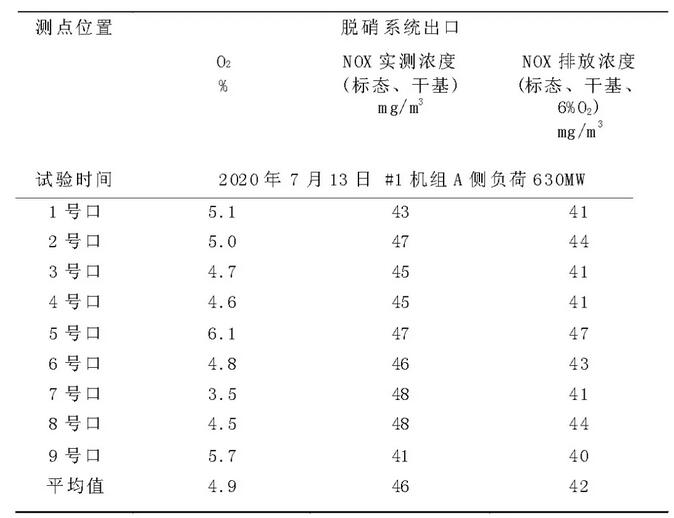 测点位置 脱硝系统出口
O₂ NOX 实测浓度 NOX 排放浓度
% (标态、干基) (标态、干基、
mg/m³ 6%O₂)
mg/m³
试验时间 2020 年 7 月 13 日 #1 机组 A 侧负荷 630MW
1 号口 5.1 43 41
2 号口 5.0 47 44
3 号口 4.7 45 41
4 号口 4.6 45 41
5 号口 6.1 47 47
6 号口 4.8 46 43
7 号口 3.5 48 41
8 号口 4.5 48 44
9 号口 5.7 41 40
平均值 4.9 46 42